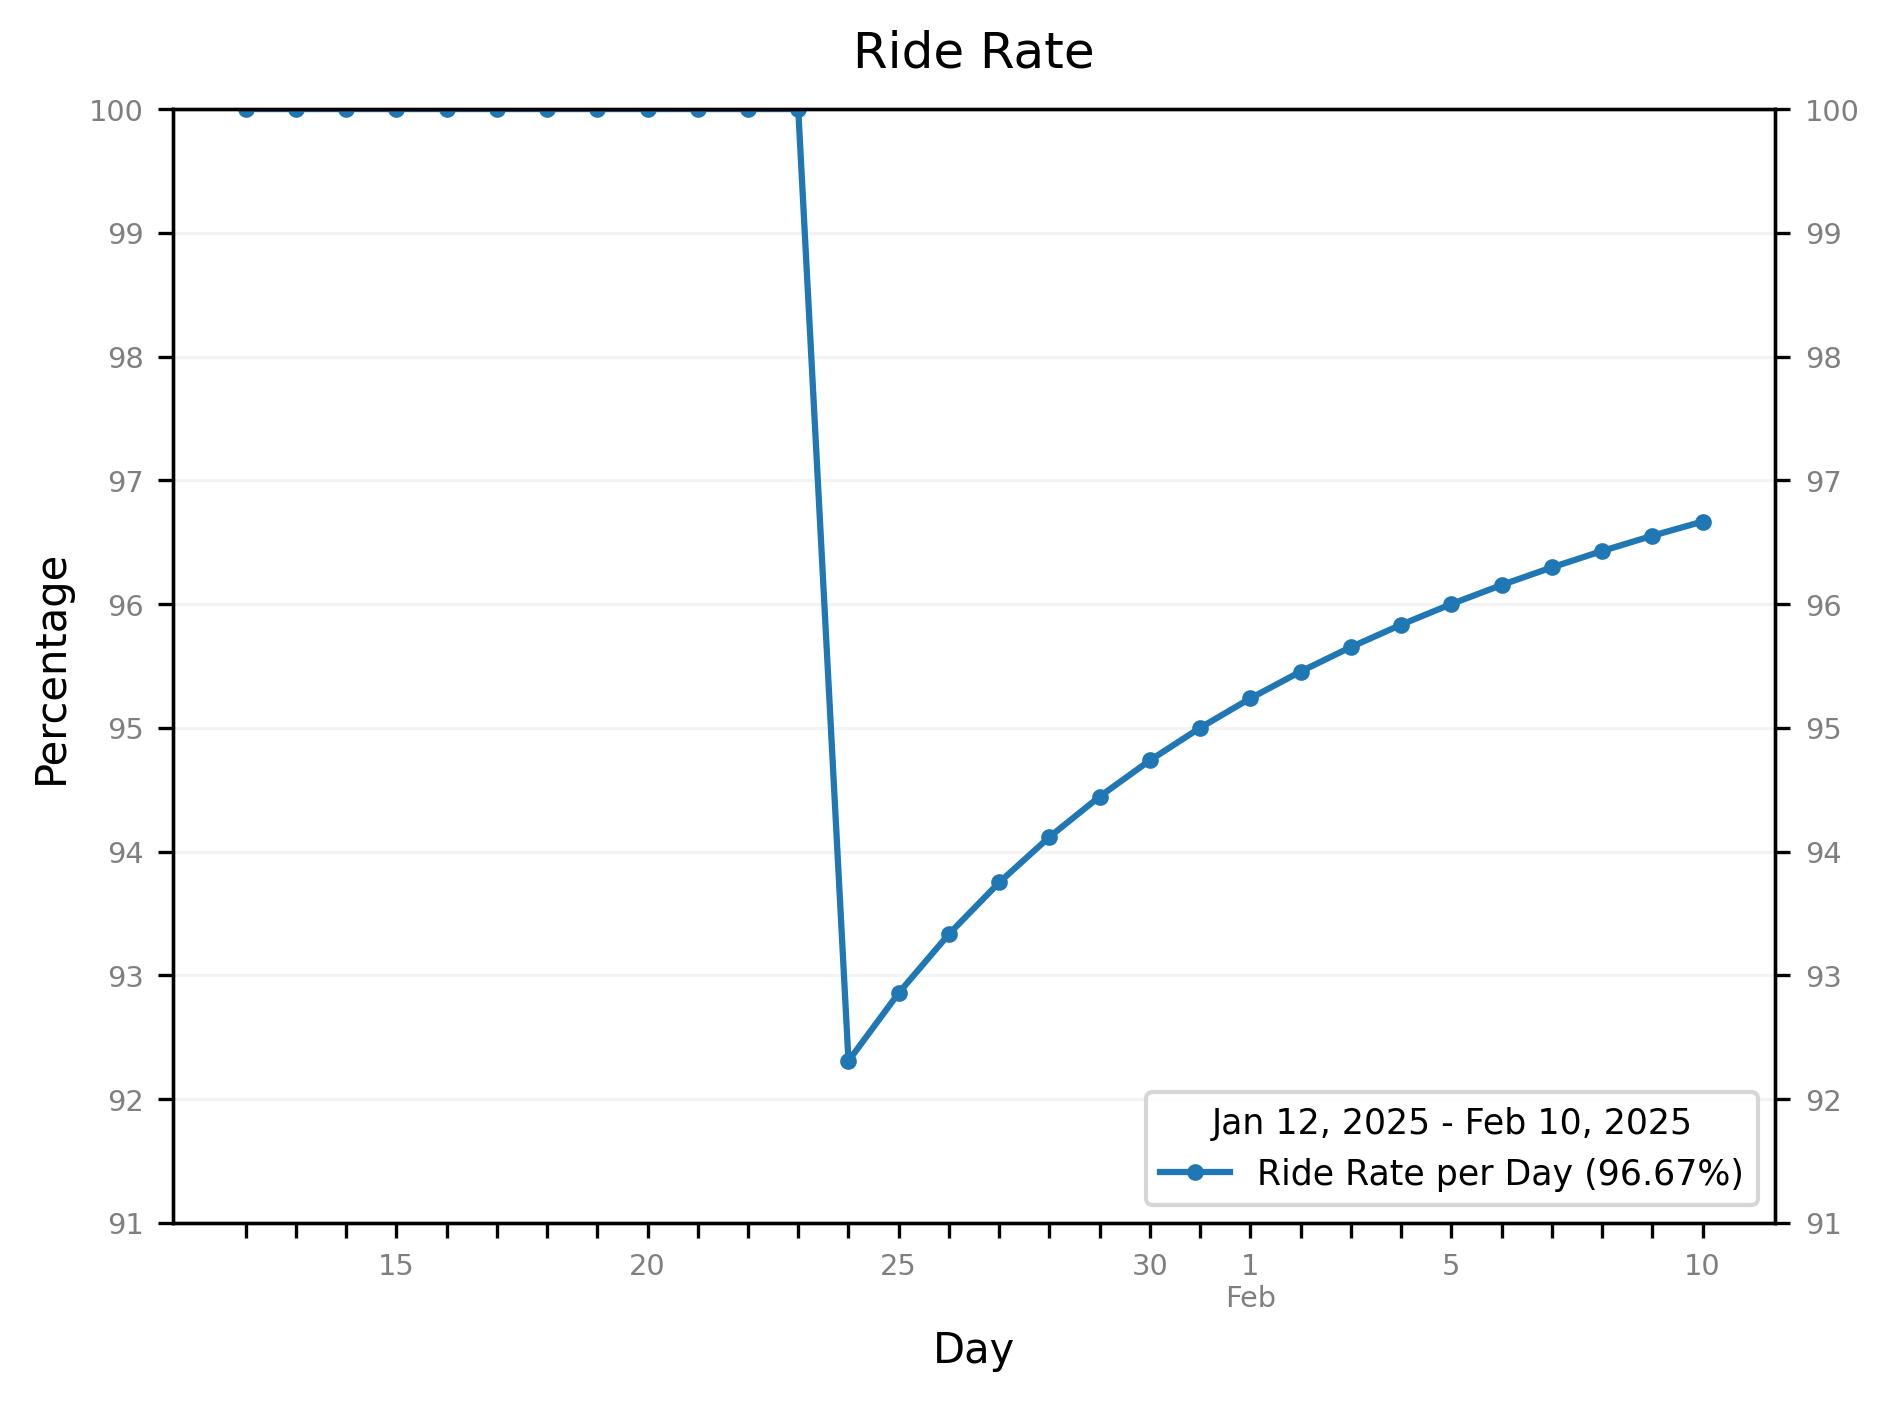 Ride Rate
100 100
99 99
98 98
97 97
96 96
95 95
94 94
93 93
92 92
91 91
Percentage
Jan 12, 2025 - Feb 10, 2025
Ride Rate per Day (96.67%)
15 20 25 30 1 5 10
Feb
Day